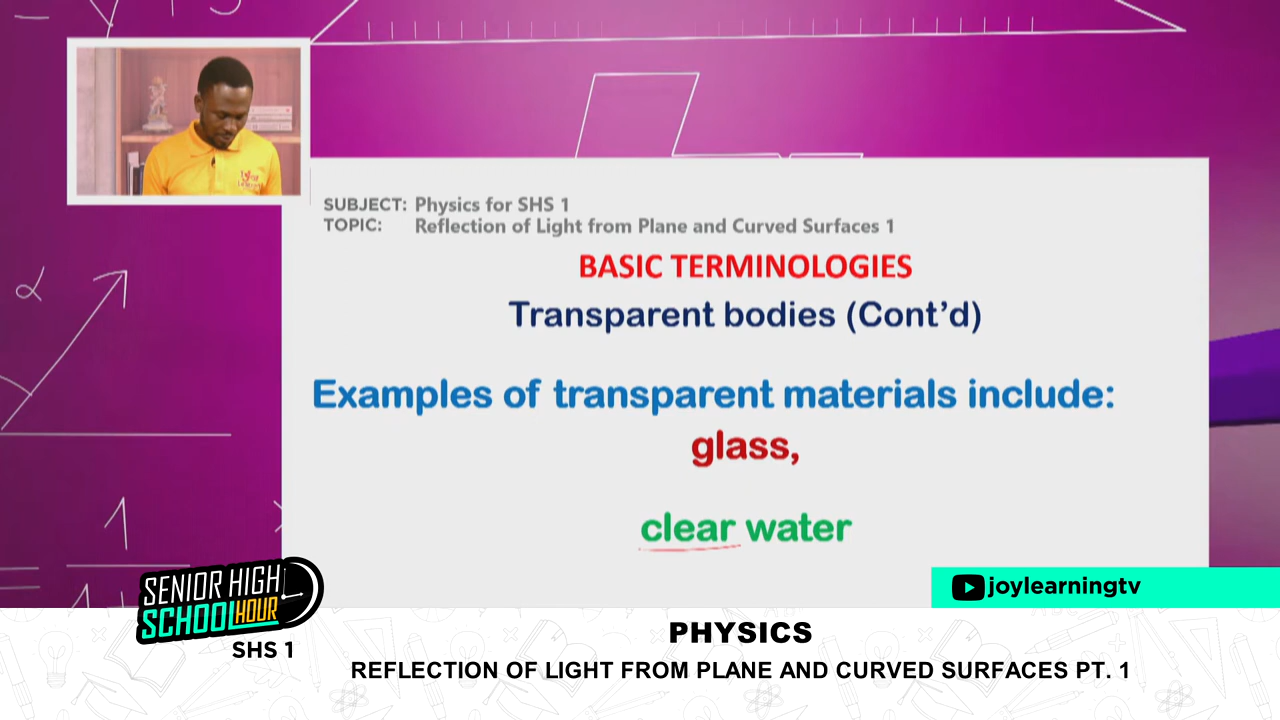 SUBJECT: Physics for SHS 1
TOPIC: Reflection of Light from Plane and Curved Surfaces 1
BASIC TERMINOLOGIES
Transparent bodies (Cont’d)
Examples of transparent materials include:
glass,
clear water
α
1
SENIOR HIGH
SCHOOL HOUR
SHS 1
joylearningtv
PHYSICS
REFLECTION OF LIGHT FROM PLANE AND CURVED SURFACES PT. 1